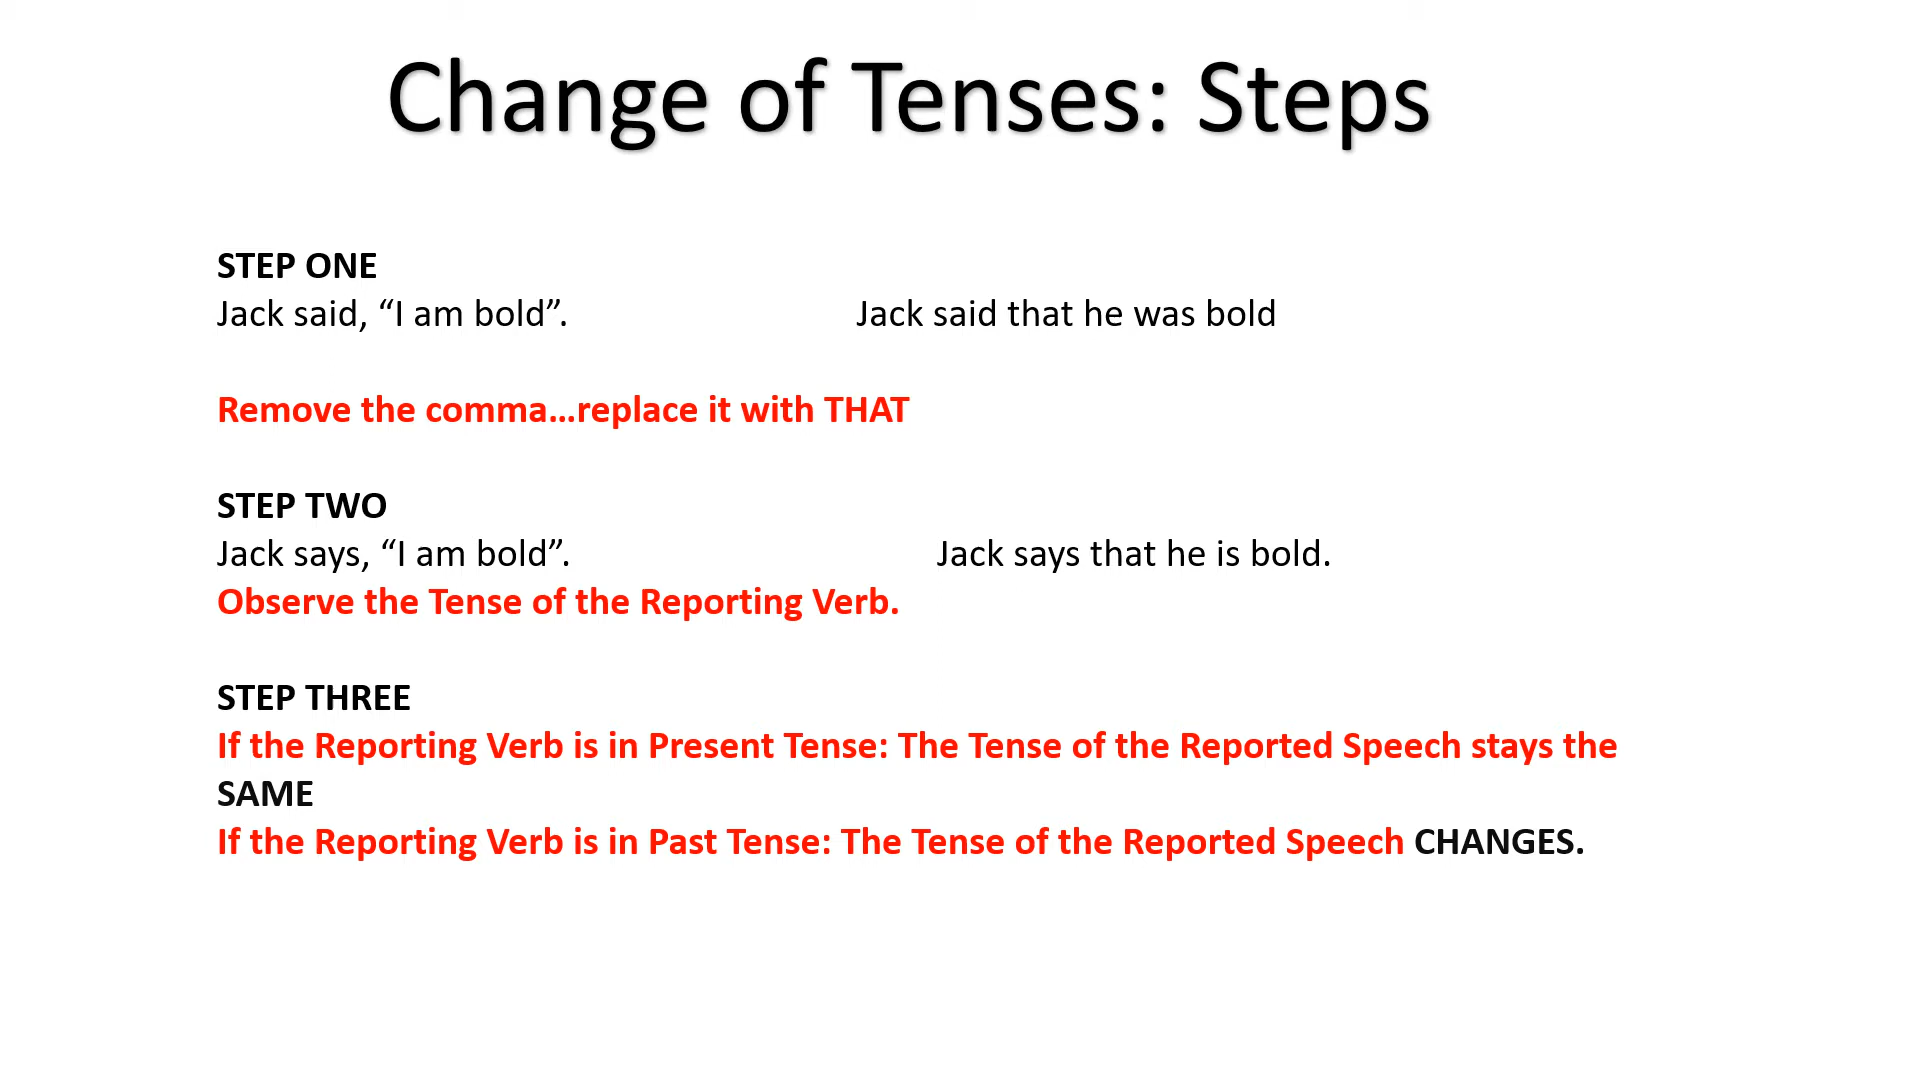 Change of Tenses: Steps
STEP ONE
Jack said, “I am bold”. Jack said that he was bold
Remove the comma...replace it with THAT
STEP TWO
Jack says, “I am bold”. Jack says that he is bold.
Observe the Tense of the Reporting Verb.
STEP THREE
If the Reporting Verb is in Present Tense: The Tense of the Reported Speech stays the
SAME
If the Reporting Verb is in Past Tense: The Tense of the Reported Speech CHANGES.